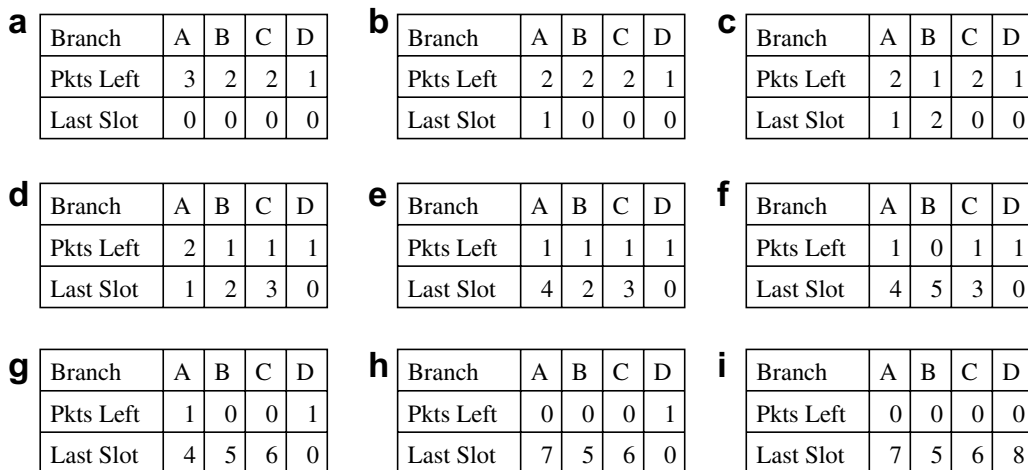 a
Branch A B C D
Pkts Left 3 2 2 1
Last Slot 0 0 0 0
b
Branch A B C D
Pkts Left 2 2 2 1
Last Slot 1 0 0 0
c
Branch A B C D
Pkts Left 2 1 2 1
Last Slot 1 2 0 0
d
Branch A B C D
Pkts Left 2 1 1 1
Last Slot 1 2 3 0
e
Branch A B C D
Pkts Left 1 1 1 1
Last Slot 4 2 3 0
f
Branch A B C D
Pkts Left 1 0 1 1
Last Slot 4 5 3 0
g
Branch A B C D
Pkts Left 1 0 0 1
Last Slot 4 5 6 0
h
Branch A B C D
Pkts Left 0 0 0 1
Last Slot 7 5 6 0
i
Branch A B C D
Pkts Left 0 0 0 0
Last Slot 7 5 6 8